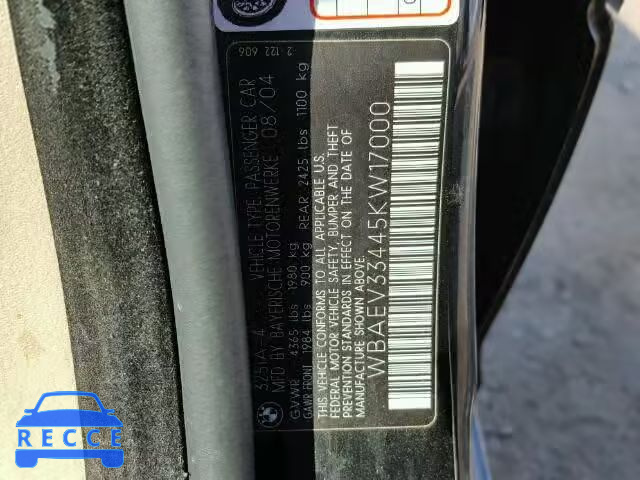 2 122 606
325IA-4 VEHICLE TYPE: PASSENGER CAR
MFD BY BAYERISCHE MOTORENWERKE 08/04
GVWR 4365 lbs 1980 kg
GAWR FRONT 1984 lbs 900 kg REAR 2425 lbs 1100 kg
THIS VEHICLE CONFORMS TO ALL APPLICABLE U.S.
FEDERAL MOTOR VEHICLE SAFETY, BUMPER AND THEFT
PREVENTION STANDARDS IN EFFECT ON THE DATE OF
MANUFACTURE SHOWN ABOVE.
WBAEV33445KW17000
RECCE